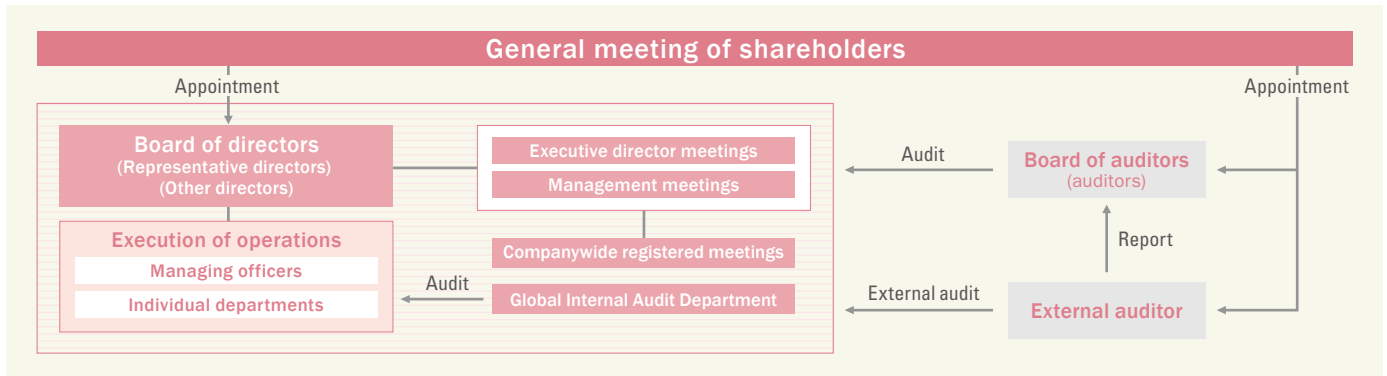 General meeting of shareholders
Appointment
Appointment
Board of directors
(Representative directors)
(Other directors)
Executive director meetings
Management meetings
Audit
Board of auditors
(auditors)
Execution of operations
Managing officers
Individual departments
Companywide registered meetings
Report
Audit
Global Internal Audit Department
External audit
External auditor